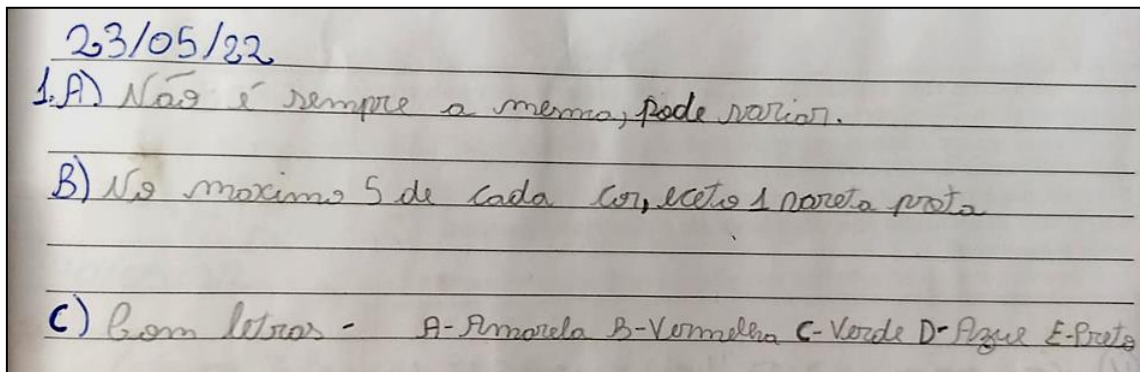 23/05/22
1.A) Não é sempre a mesma, pode variar.
B) No maximo 5 de cada cor, eceto 1 vareta preta
C) Com letras - A-Amarela B-Vermelha C-Verde D-Azul E-Preto